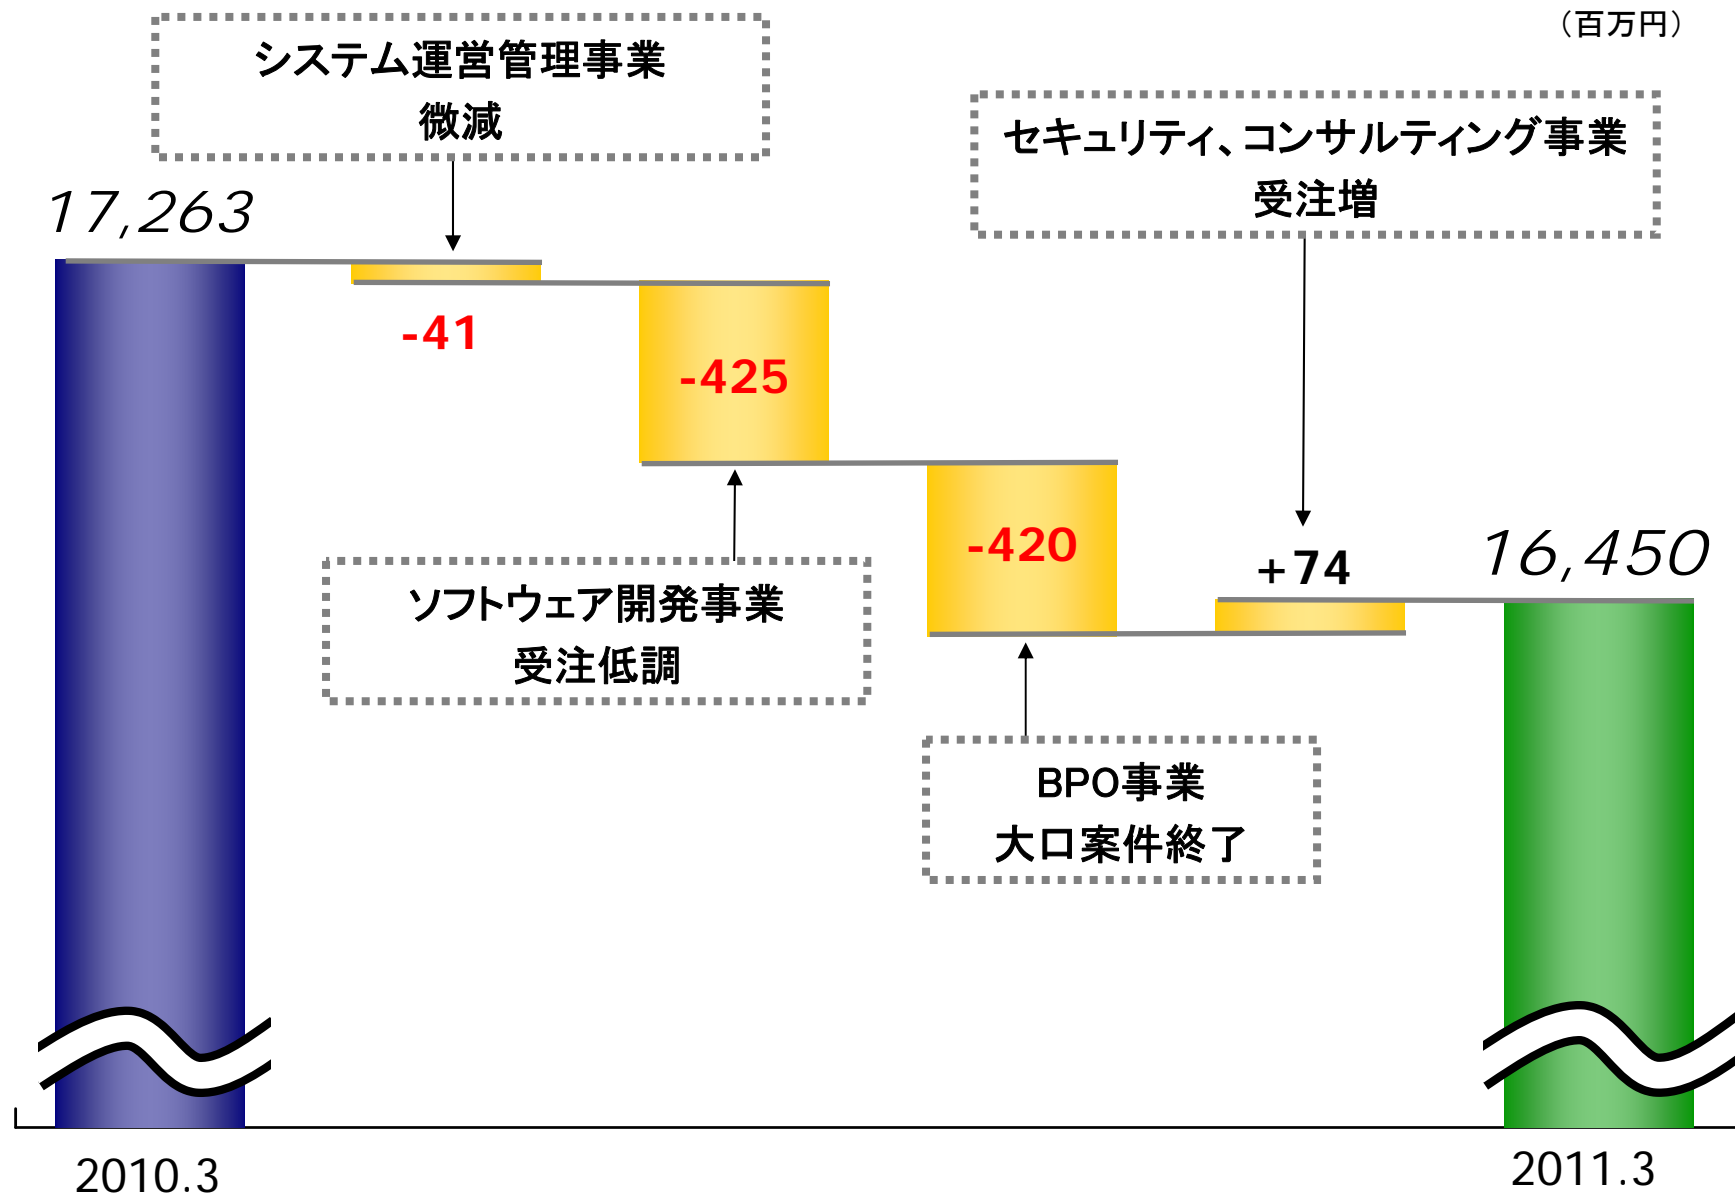 （百万円）
システム運営管理事業
微減
セキュリティ、コンサルティング事業
受注増
17,263
-41
-425
-420
+74
16,450
ソフトウェア開発事業
受注低調
BPO事業
大口案件終了
2010.3
2011.3